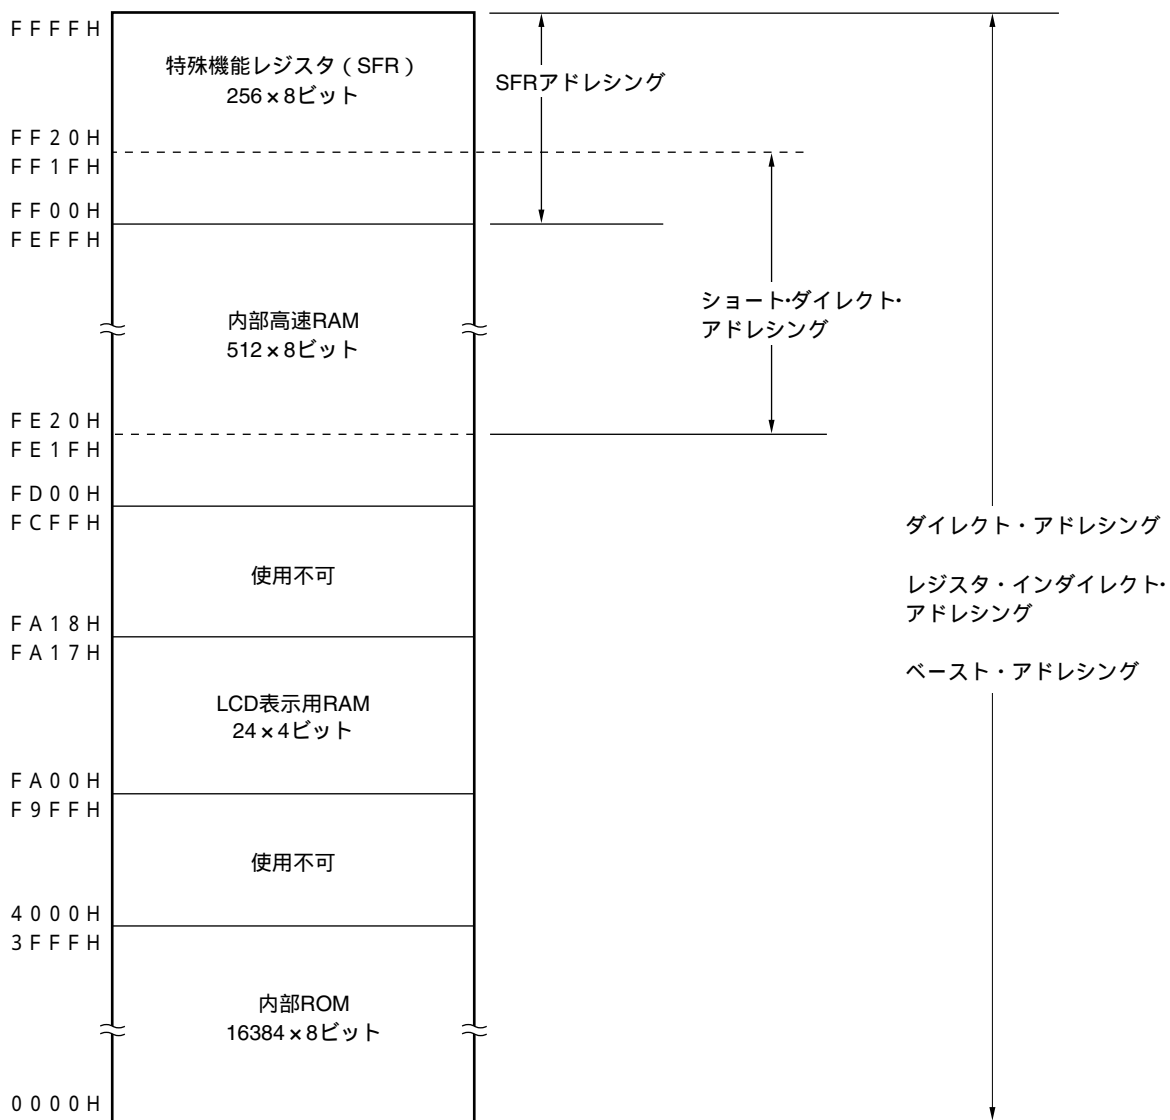 FFFFH
特殊機能レジスタ(SFR)
256×8ビット
SFRアドレシング
FF20H
FF1FH
FF00H
FEFFH
ショート・ダイレクト・
アドレシング
内部高速RAM
512×8ビット
FE20H
FE1FH
FD00H
FCFFH
使用不可
ダイレクト・アドレシング
レジスタ・インダイレクト・
アドレシング
ベースト・アドレシング
FA18H
FA17H
LCD表示用RAM
24×4ビット
FA00H
F9FFH
使用不可
4000H
3FFFH
内部ROM
16384×8ビット
0000H